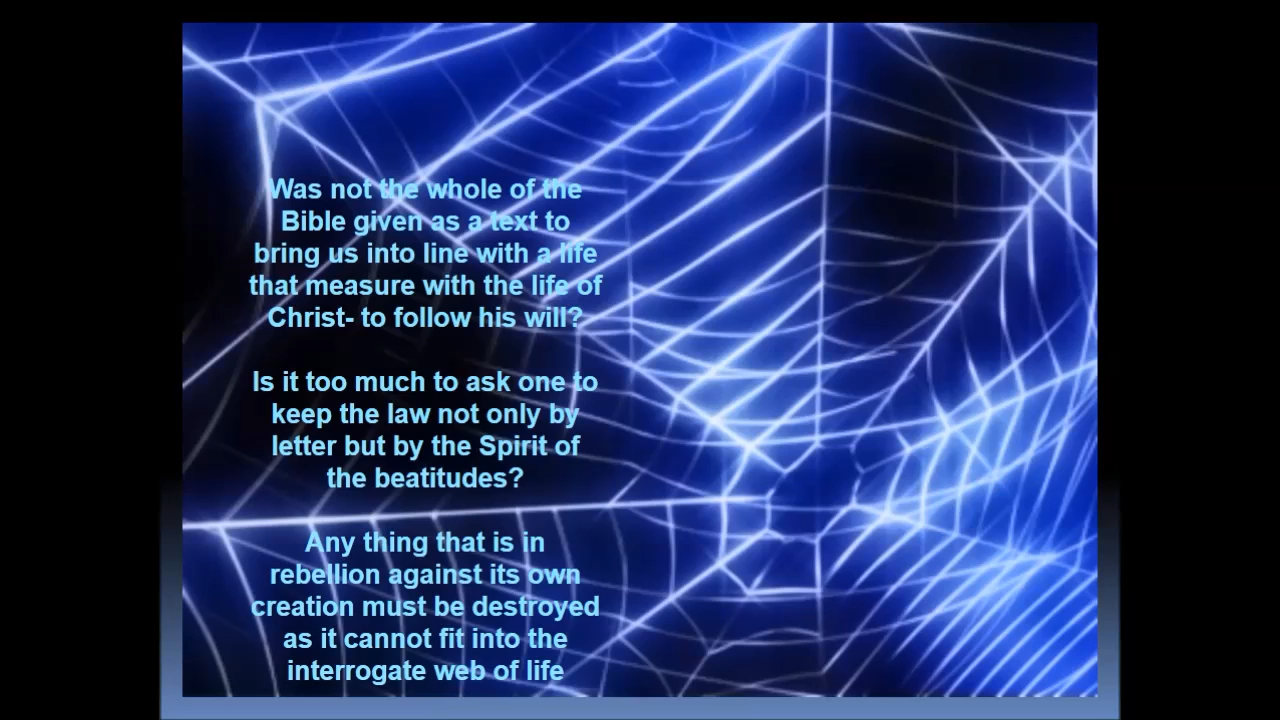 Was not the whole of the
Bible given as a text to
bring us into line with a life
that measure with the life of
Christ- to follow his will?
Is it too much to ask one to
keep the law not only by
letter but by the Spirit of
the beatitudes?
Any thing that is in
rebellion against its own
creation must be destroyed
as it cannot fit into the
interrogate web of life